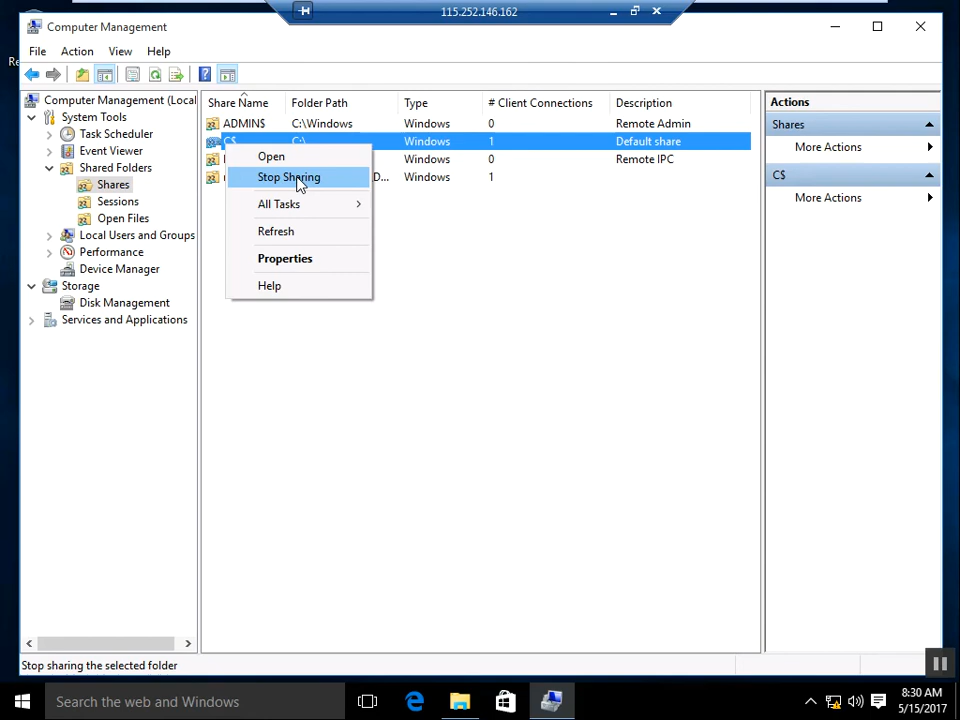 115.252.146.162
Computer Management
File Action View Help
Computer Management (Local
System Tools
Task Scheduler
Event Viewer
Shared Folders
Shares
Sessions
Open Files
Local Users and Groups
Performance
Device Manager
Storage
Disk Management
Services and Applications
Share Name Folder Path Type # Client Connections Description
ADMIN$ C:\Windows Windows 0 Remote Admin
C$ C:\ Windows 1 Default share
Windows 0 Remote IPC
D... Windows 1
Open
Stop Sharing
All Tasks
Refresh
Properties
Help
Actions
Shares
More Actions
C$
More Actions
Stop sharing the selected folder
Search the web and Windows
8:30 AM
5/15/2017